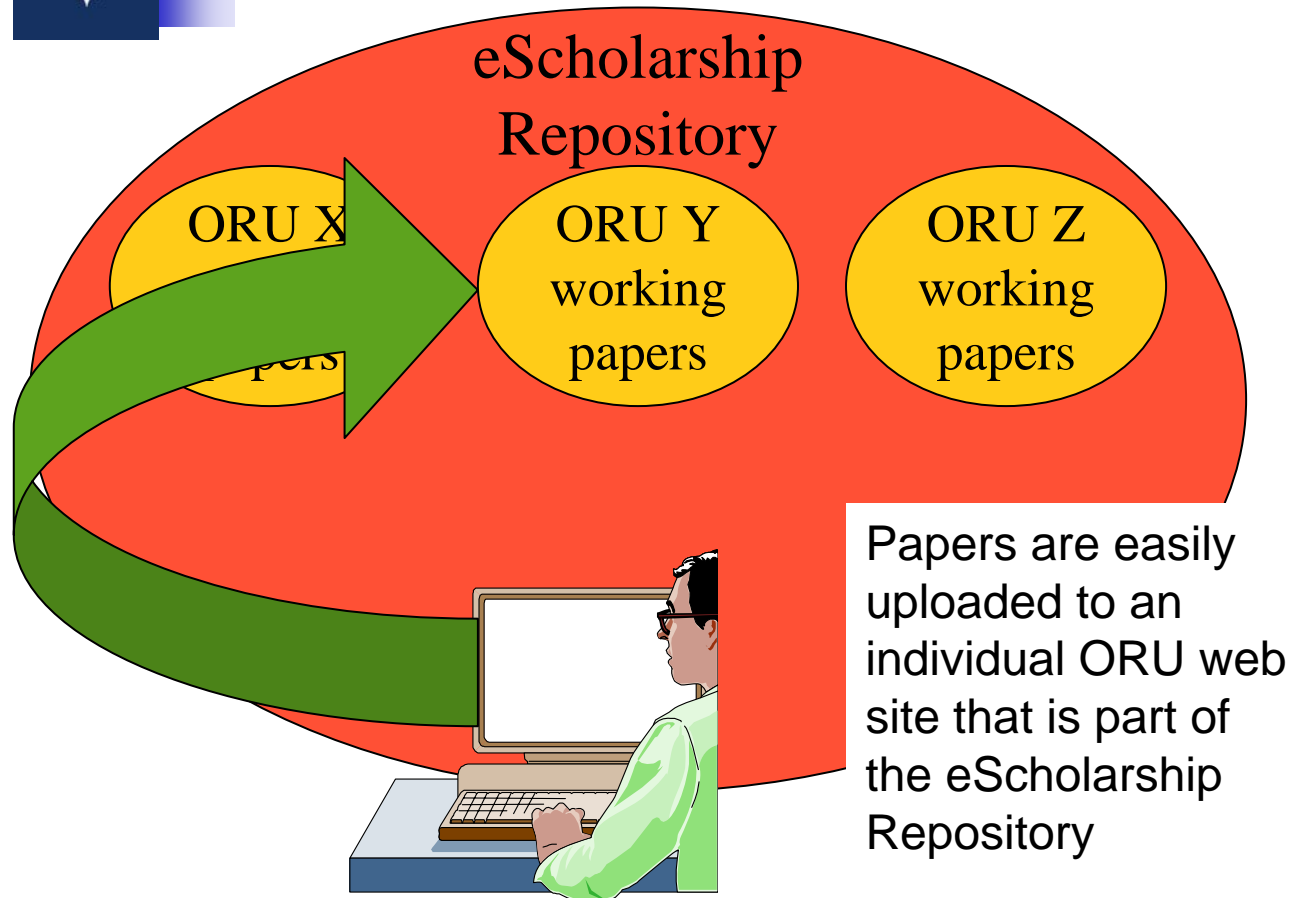 eScholarship
Repository
ORU X
ORU Y
working
papers
ORU Z
working
papers
Papers are easily
uploaded to an
individual ORU web
site that is part of
the eScholarship
Repository